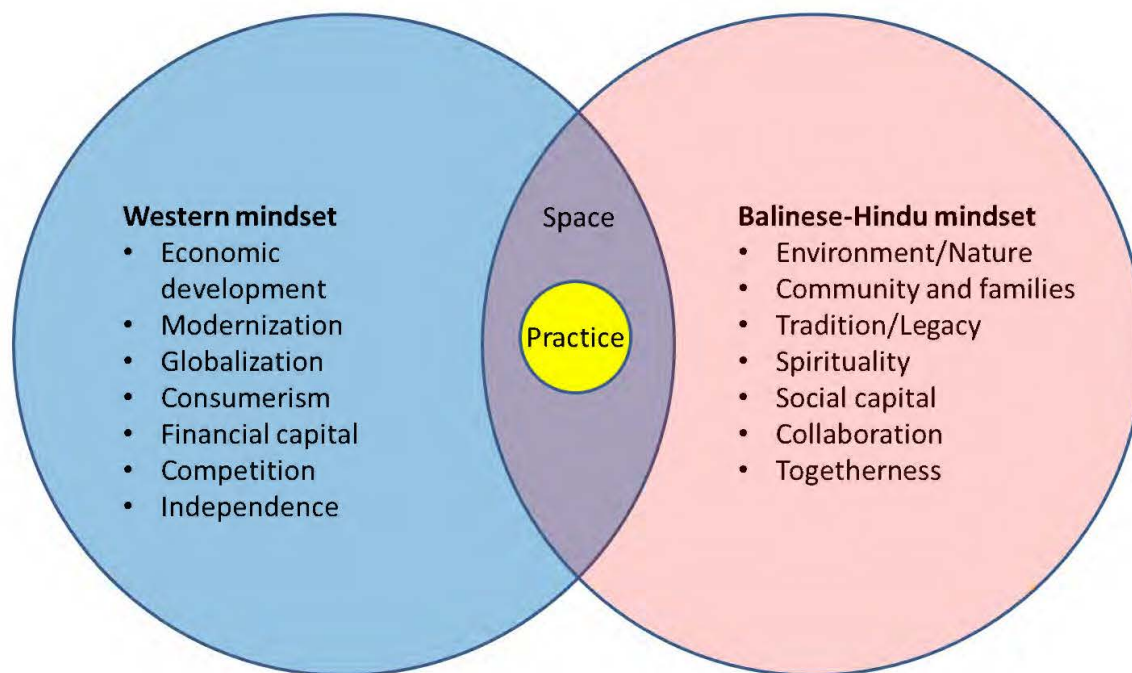 Western mindset
• Economic
development
• Modernization
• Globalization
• Consumerism
• Financial capital
• Competition
• Independence
Space
Practice
Balinese-Hindu mindset
• Environment/Nature
• Community and families
• Tradition/Legacy
• Spirituality
• Social capital
• Collaboration
• Togetherness